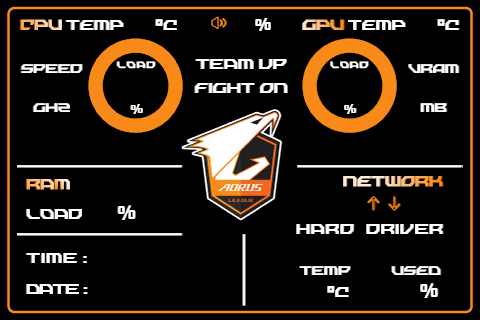 CPU TEMP °C
%
GPU TEMP °C
SPEED
LOAD
TEAM UP
LOAD
VRAM
FIGHT ON
GHZ
%
%
MB
AORUS
LEAGUE
RAM
LOAD %
NETWORK
↑ ↓
HARD DRIVER
TIME :
DATE :
TEMP USED
°C %